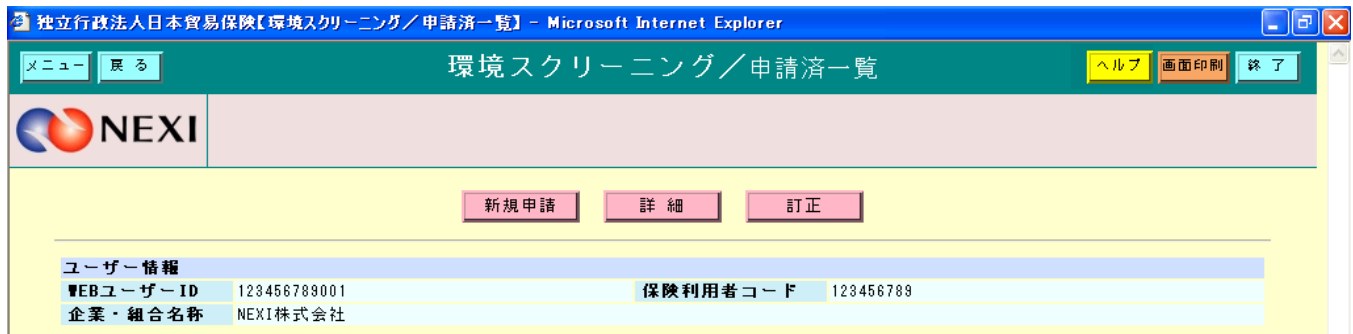 独立行政法人日本貿易保険【環境スクリーニング／申請済一覧】 - Microsoft Internet Explorer
メニュー 戻る 環境スクリーニング／申請済一覧 ヘルプ 画面印刷 終了
NEXI
新規申請 詳細 訂正
ユーザー情報
WEBユーザーID 123456789001 保険利用者コード 123456789
企業・組合名称 NEXI株式会社